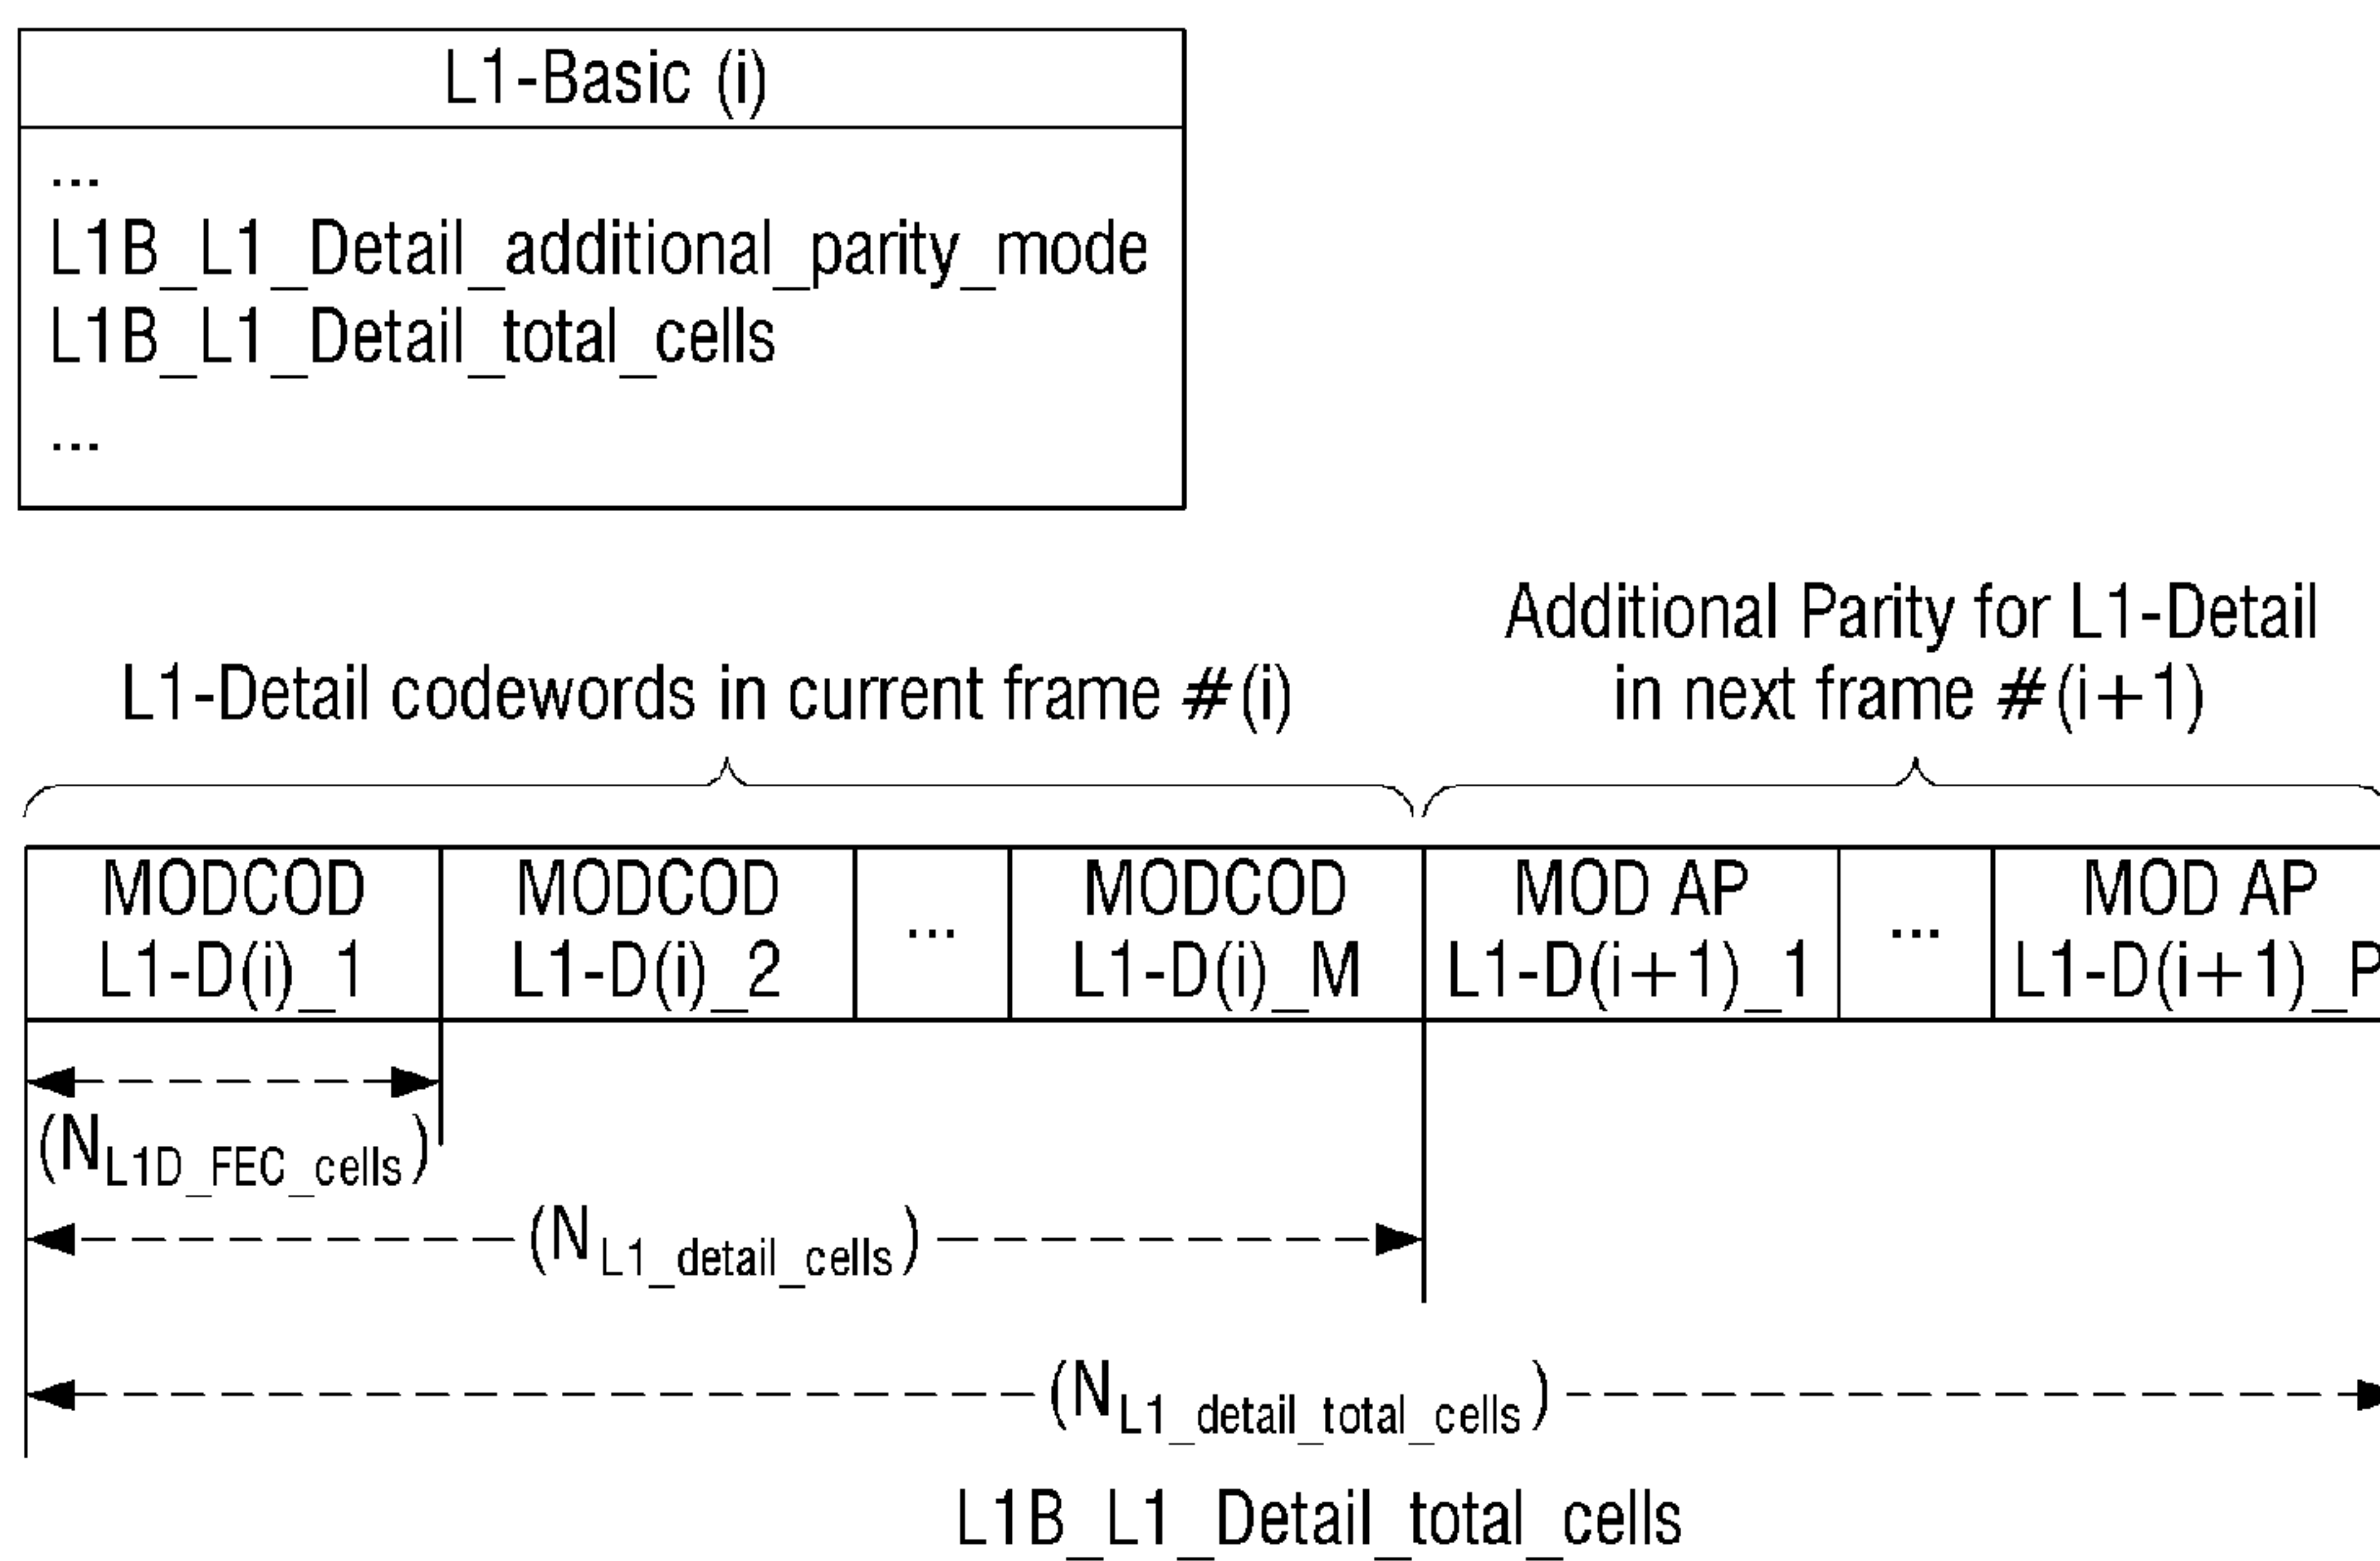 L1-Basic (i)
...
L1B_L1_Detail_additional_parity_mode
L1B_L1_Detail_total_cells
...
Additional Parity for L1-Detail
in next frame #(i+1)
L1-Detail codewords in current frame #(i)
MODCOD
L1-D(i)_1
MODCOD
L1-D(i)_2
...
MODCOD
L1-D(i)_M
MOD AP
L1-D(i+1)_1
...
MOD AP
L1-D(i+1)_P
(NL1D_FEC_cells)
(NL1_detail_cells)
(NL1_detail_total_cells)
L1B_L1_Detail_total_cells